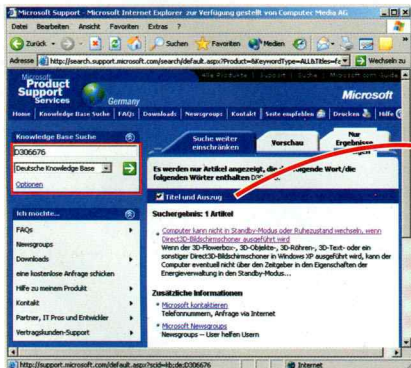 Microsoft Support - Microsoft Internet Explorer zur Verfügung gestellt von Computec Media AG
Datei Bearbeiten Ansicht Favoriten Extras ?
Zurück Suchen Favoriten Medien
Adresse http://search.support.microsoft.com/search/default.aspx?Product=&KeywordType=ALL&Titles=fa Wechseln zu
Microsoft
Product
Support
Services Germany
Alle Produkte | Support | Suche | Microsoft.com Guide
Microsoft
Home | Knowledge Base Suche | FAQs | Downloads | Newsgroups | Kontakt | Seite empfehlen | Drucken | Hilfe
Knowledge Base Suche
D306676
Deutsche Knowledge Base
Optionen
Ich möchte...
FAQs
Newsgroups
Downloads
eine kostenlose Anfrage schicken
Hilfe zu meinem Produkt
Kontakt
Partner, IT Pros und Entwickler
Vertragskunden-Support
Suche weiter
einschränken
Vorschau
Nur
Ergebnisse
Es werden nur Artikel angezeigt, die folgende Wort/die
folgenden Wörter enthalten
Titel und Auszug
Suchergebnis: 1 Artikel
Computer kann nicht in Standby-Modus oder Ruhezustand wechseln, wenn
Direct3D-Bildschirmschoner ausgeführt wird
Wenn der 3D-Flowerbox-, 3D-Objekte-, 3D-Röhren-, 3D-Text- oder ein
sonstiger Direct3D-Bildschirmschoner in Windows XP ausgeführt wird, kann der
Computer eventuell nicht über den Zeitgeber in den Eigenschaften der
Energieverwaltung in den Standby-Modus...
Zusätzliche Informationen
Microsoft kontaktieren
Telefonnummern, Anfrage via Internet
Microsoft Newsgroups
Newsgroups -- User helfen Usern
http://support.microsoft.com/default.aspx?scid=kb;de;D306676 Internet